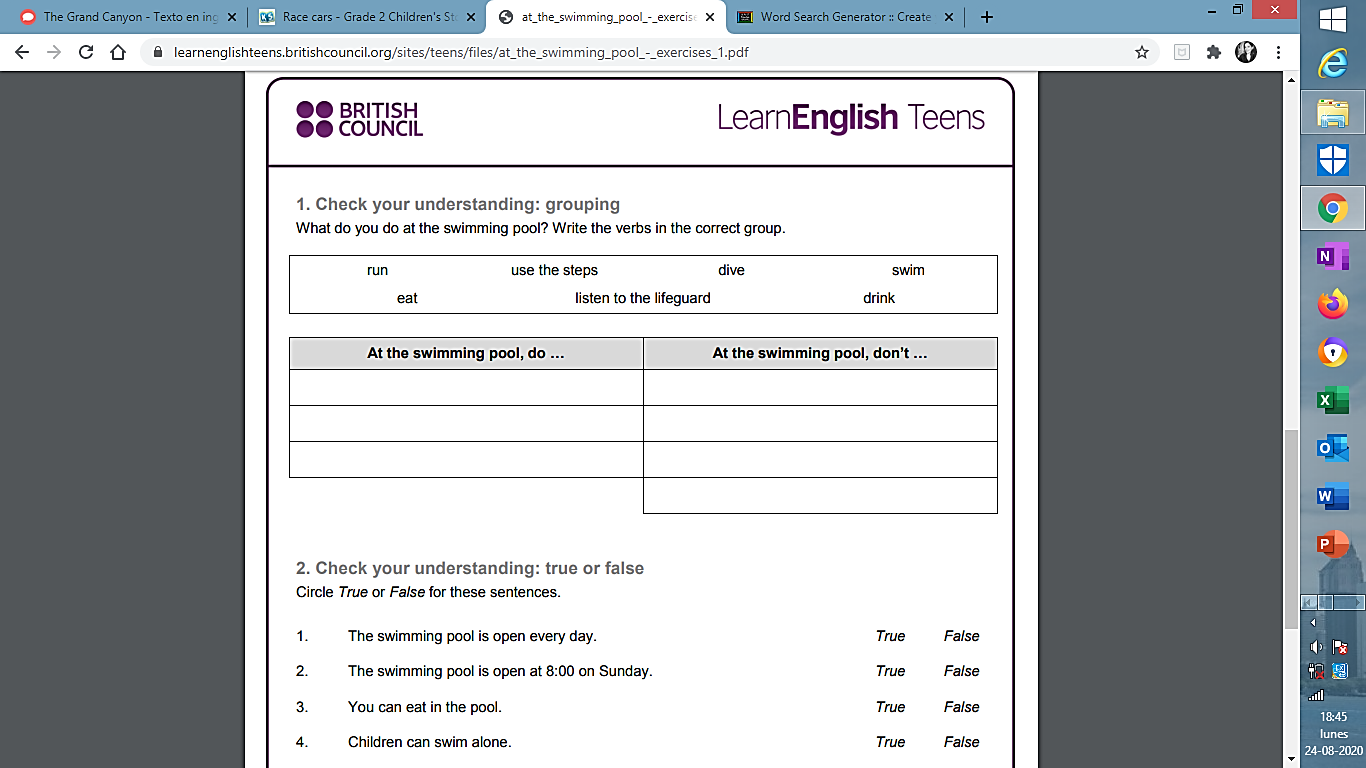 The Grand Canyon - Texto en ing
Race cars - Grade 2 Children's Sto
at_the_swimming_pool_-_exercise
Word Search Generator :: Create
learnenglishteens.britishcouncil.org/sites/teens/files/at_the_swimming_pool_-_exercises_1.pdf
BRITISH
COUNCIL
LearnEnglish Teens
1. Check your understanding: grouping
What do you do at the swimming pool? Write the verbs in the correct group.
run use the steps dive swim
eat listen to the lifeguard drink
At the swimming pool, do … At the swimming pool, don't …
2. Check your understanding: true or false
Circle True or False for these sentences.
1. The swimming pool is open every day. True False
2. The swimming pool is open at 8:00 on Sunday. True False
3. You can eat in the pool. True False
4. Children can swim alone. True False
18:45
lunes
24-08-2020